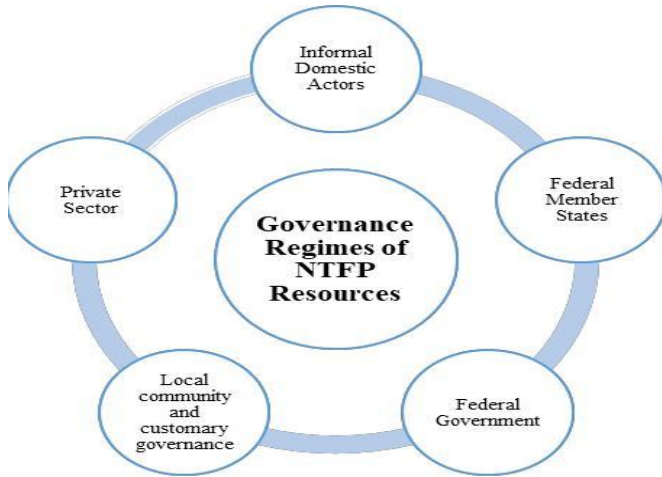 Informal
Domestic
Actors
Private
Sector
Federal
Member
States
Governance
Regimes of
NTFP
Resources
Local
community
and
customary
governance
Federal
Government